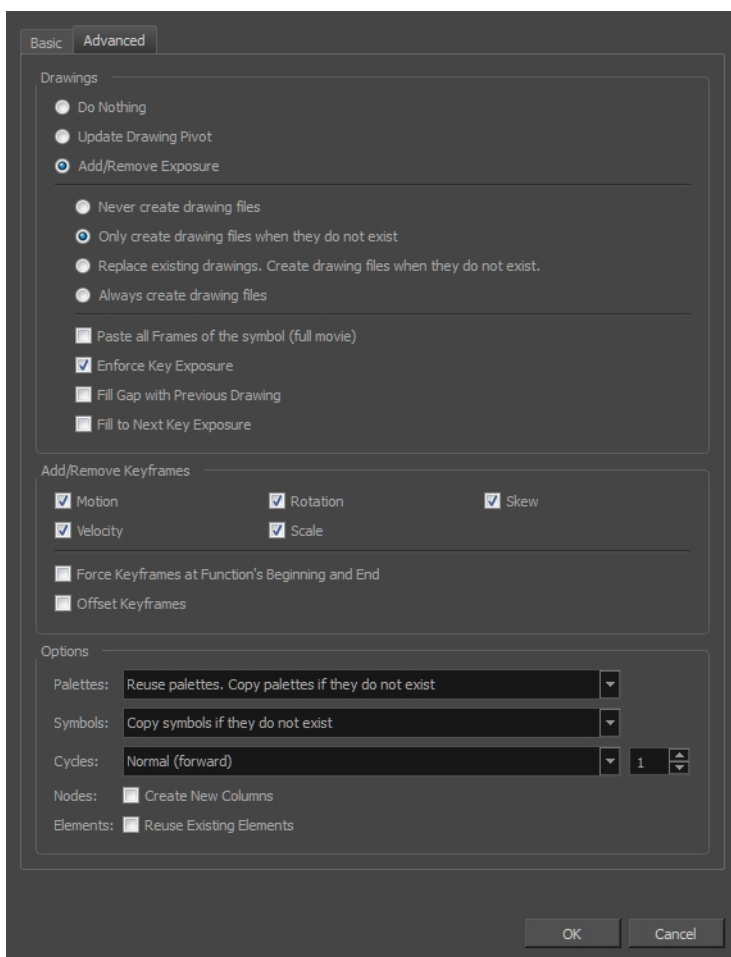 Basic Advanced
Drawings
Do Nothing
Update Drawing Pivot
Add/Remove Exposure
Never create drawing files
Only create drawing files when they do not exist
Replace existing drawings. Create drawing files when they do not exist.
Always create drawing files
Paste all Frames of the symbol (full movie)
Enforce Key Exposure
Fill Gap with Previous Drawing
Fill to Next Key Exposure
Add/Remove Keyframes
Motion Rotation Skew
Velocity Scale
Force Keyframes at Function's Beginning and End
Offset Keyframes
Options
Palettes: Reuse palettes. Copy palettes if they do not exist
Symbols: Copy symbols if they do not exist
Cycles: Normal (forward) 1
Nodes: Create New Columns
Elements: Reuse Existing Elements
OK Cancel